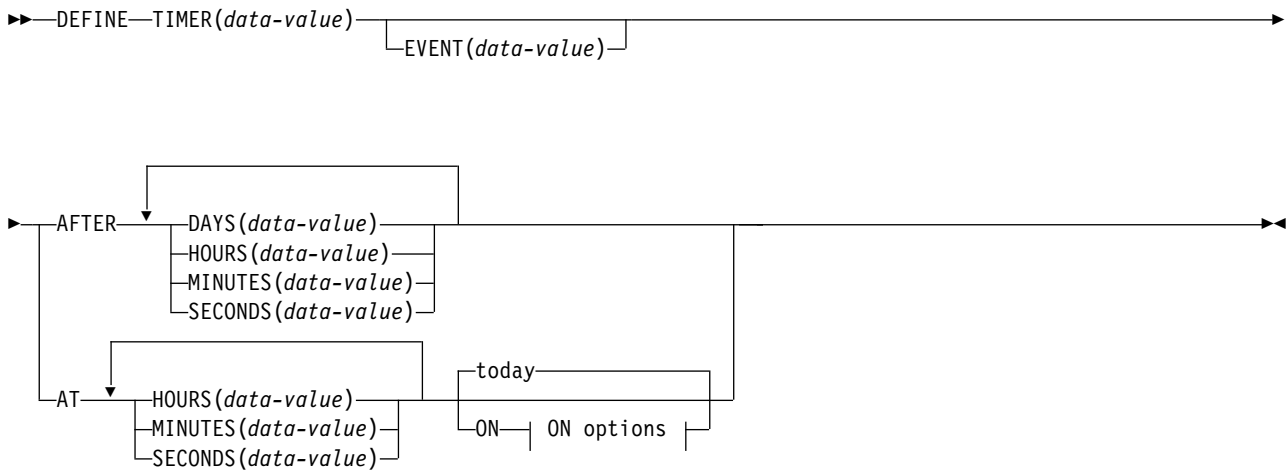 DEFINE TIMER(data-value)
EVENT(data-value)
AFTER DAYS(data-value)
HOURS(data-value)
MINUTES(data-value)
SECONDS(data-value)
today
AT HOURS(data-value)
MINUTES(data-value) ON ON options
SECONDS(data-value)